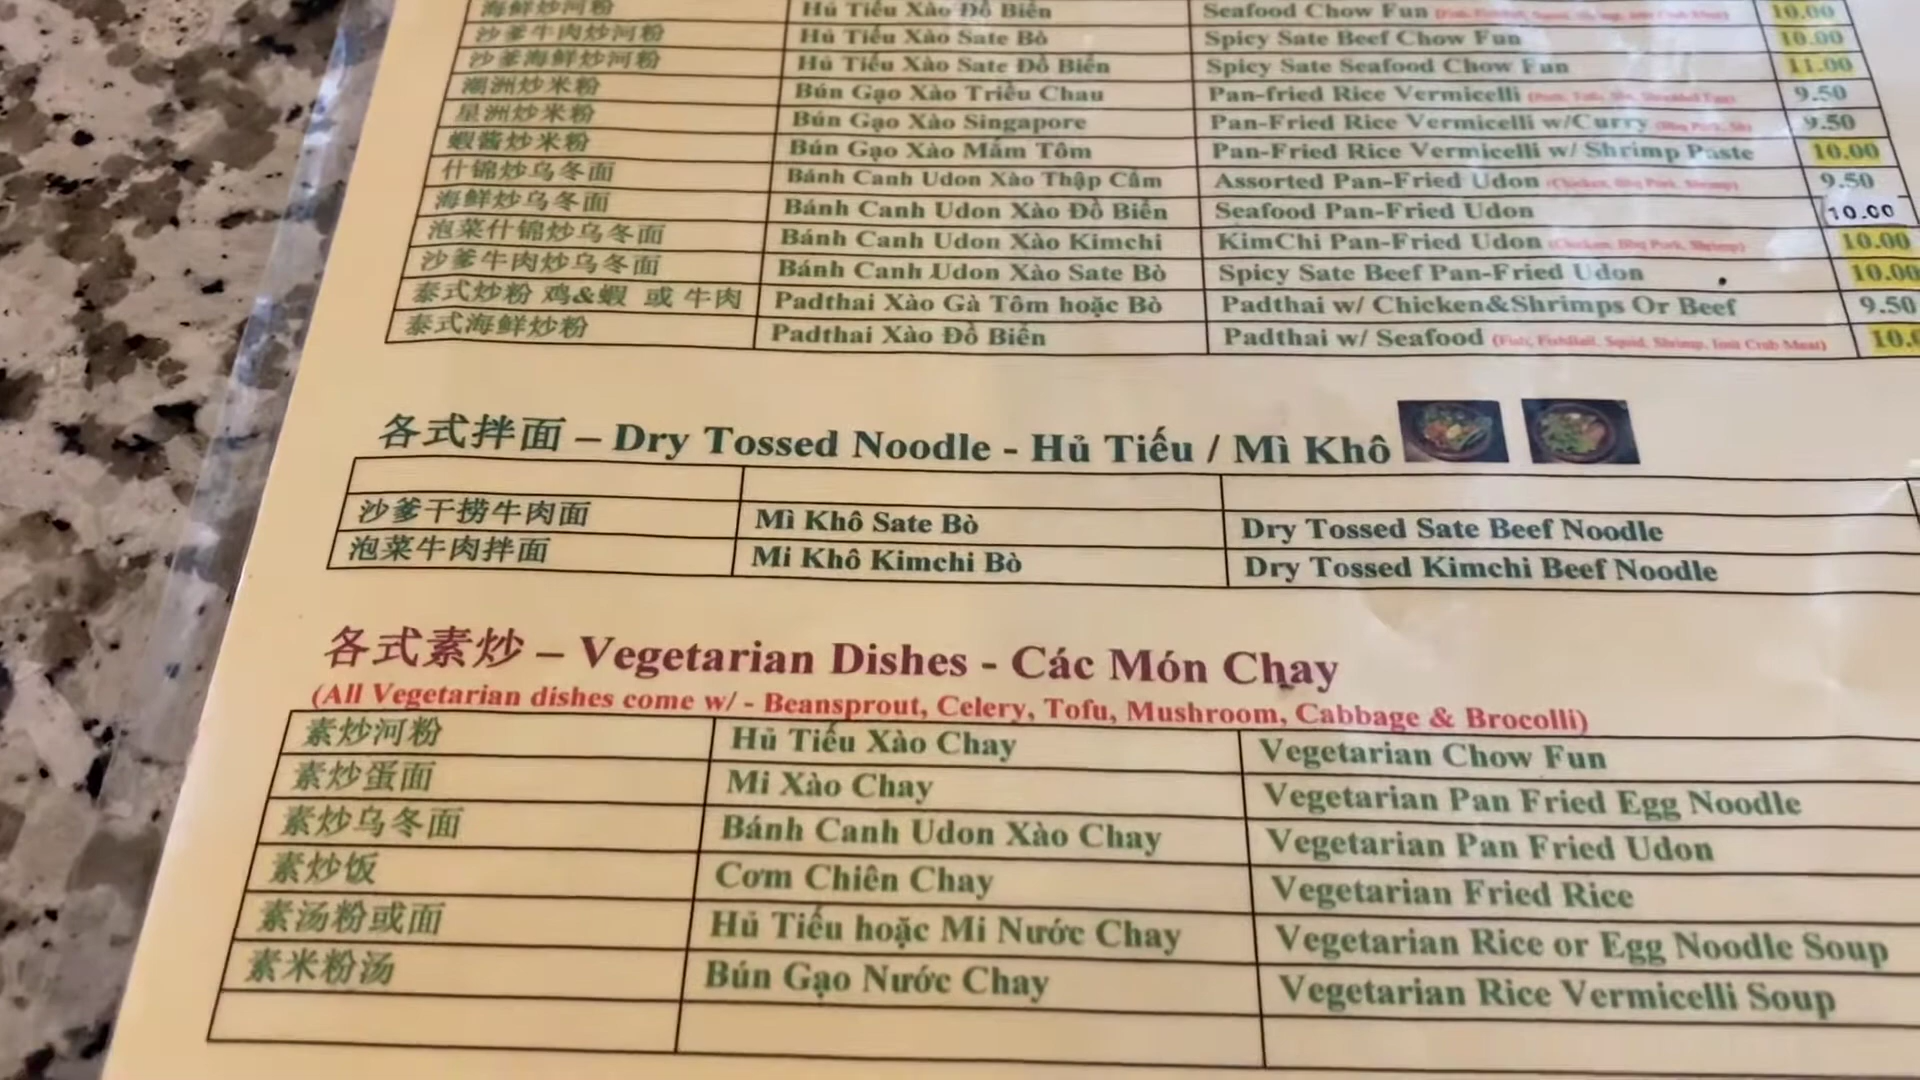 海鲜炒河粉 Hủ Tiếu Xào Đồ Biển Seafood Chow Fun 10.00
沙爹牛肉炒河粉 Hủ Tiếu Xào Sate Bò Spicy Sate Beef Chow Fun 10.00
沙爹海鲜炒河粉 Hủ Tiếu Xào Sate Đồ Biển Spicy Sate Seafood Chow Fun 11.00
潮洲炒米粉 Bún Gạo Xào Triều Chau Pan-fried Rice Vermicelli 9.50
星洲炒米粉 Bún Gạo Xào Singapore Pan-Fried Rice Vermicelli w/Curry 9.50
蝦酱炒米粉 Bún Gạo Xào Mắm Tôm Pan-Fried Rice Vermicelli w/ Shrimp Paste 10.00
什锦炒乌冬面 Bánh Canh Udon Xào Thập Cẩm Assorted Pan-Fried Udon (Chicken, Bbq Pork, Shrimp) 9.50
海鲜炒乌冬面 Bánh Canh Udon Xào Đồ Biển Seafood Pan-Fried Udon 10.00
泡菜什锦炒乌冬面 Bánh Canh Udon Xào Kimchi KimChi Pan-Fried Udon (Chicken, Bbq Pork, Shrimp) 10.00
沙爹牛肉炒乌冬面 Bánh Canh Udon Xào Sate Bò Spicy Sate Beef Pan-Fried Udon 10.00
泰式炒粉 鸡&蝦 或 牛肉 Padthai Xào Gà Tôm hoặc Bò Padthai w/ Chicken&Shrimps Or Beef 9.50
泰式海鲜炒粉 Padthai Xào Đồ Biển Padthai w/ Seafood (Fish, Fishball, Squid, Shrimp, Imit Crab Meat)
各式拌面 – Dry Tossed Noodle - Hủ Tiếu / Mì Khô
沙爹干捞牛肉面 Mì Khô Sate Bò Dry Tossed Sate Beef Noodle
泡菜牛肉拌面 Mi Khô Kimchi Bò Dry Tossed Kimchi Beef Noodle
各式素炒 – Vegetarian Dishes - Các Món Chay
(All Vegetarian dishes come w/ - Beansprout, Celery, Tofu, Mushroom, Cabbage & Brocolli)
素炒河粉 Hủ Tiếu Xào Chay Vegetarian Chow Fun
素炒蛋面 Mi Xào Chay Vegetarian Pan Fried Egg Noodle
素炒乌冬面 Bánh Canh Udon Xào Chay Vegetarian Pan Fried Udon
素炒饭 Cơm Chiên Chay Vegetarian Fried Rice
素汤粉或面 Hủ Tiếu hoặc Mi Nước Chay Vegetarian Rice or Egg Noodle Soup
素米粉汤 Bún Gạo Nước Chay Vegetarian Rice Vermicelli Soup